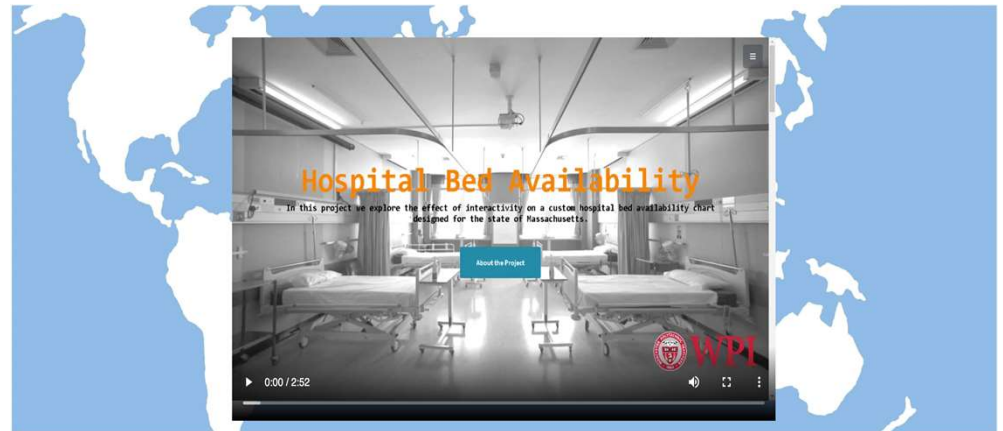 Hospital Bed Availability
In this project we explore the effect of interactivity on a custom hospital bed availability chart
designed for the state of Massachusetts.
About the Project
WPI
0:00 / 2:52